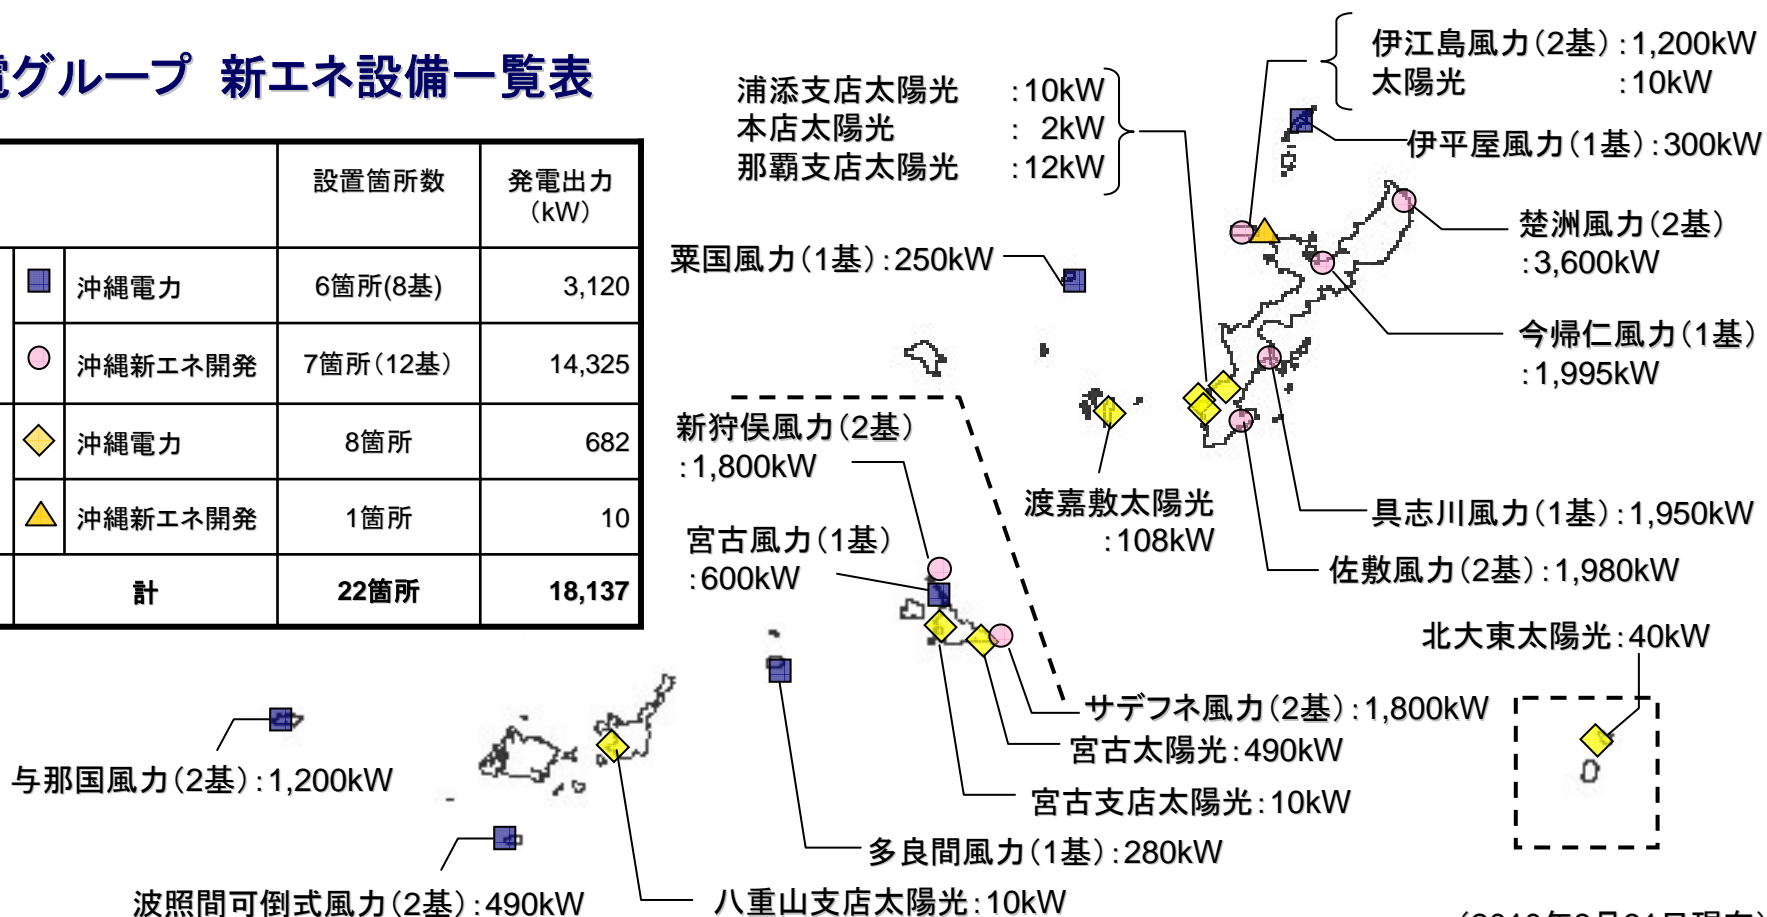 グループ 新エネ設備一覧表
設置箇所数 発電出力
(kW)
沖縄電力 6箇所(8基) 3,120
沖縄新エネ開発 7箇所(12基) 14,325
沖縄電力 8箇所 682
沖縄新エネ開発 1箇所 10
計 22箇所 18,137
浦添支店太陽光 :10kW
本店太陽光 : 2kW
那覇支店太陽光 :12kW
伊江島風力(2基):1,200kW
太陽光 :10kW
伊平屋風力(1基):300kW
楚洲風力(2基)
:3,600kW
粟国風力(1基):250kW
今帰仁風力(1基)
:1,995kW
新狩俣風力(2基)
:1,800kW
渡嘉敷太陽光
:108kW
具志川風力(1基):1,950kW
宮古風力(1基)
:600kW
佐敷風力(2基):1,980kW
北大東太陽光:40kW
サデフネ風力(2基):1,800kW
宮古太陽光:490kW
与那国風力(2基):1,200kW
宮古支店太陽光:10kW
多良間風力(1基):280kW
波照間可倒式風力(2基):490kW
八重山支店太陽光:10kW